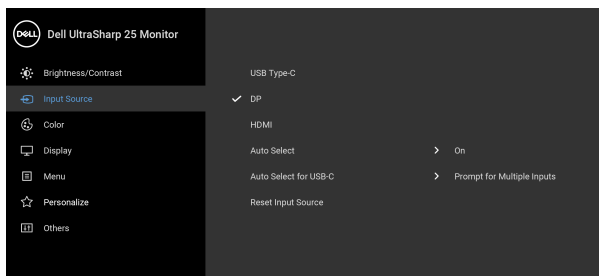 DELL Dell UltraSharp 25 Monitor
Brightness/Contrast
Input Source
Color
Display
Menu
Personalize
Others
USB Type-C
DP
HDMI
Auto Select > On
Auto Select for USB-C > Prompt for Multiple Inputs
Reset Input Source